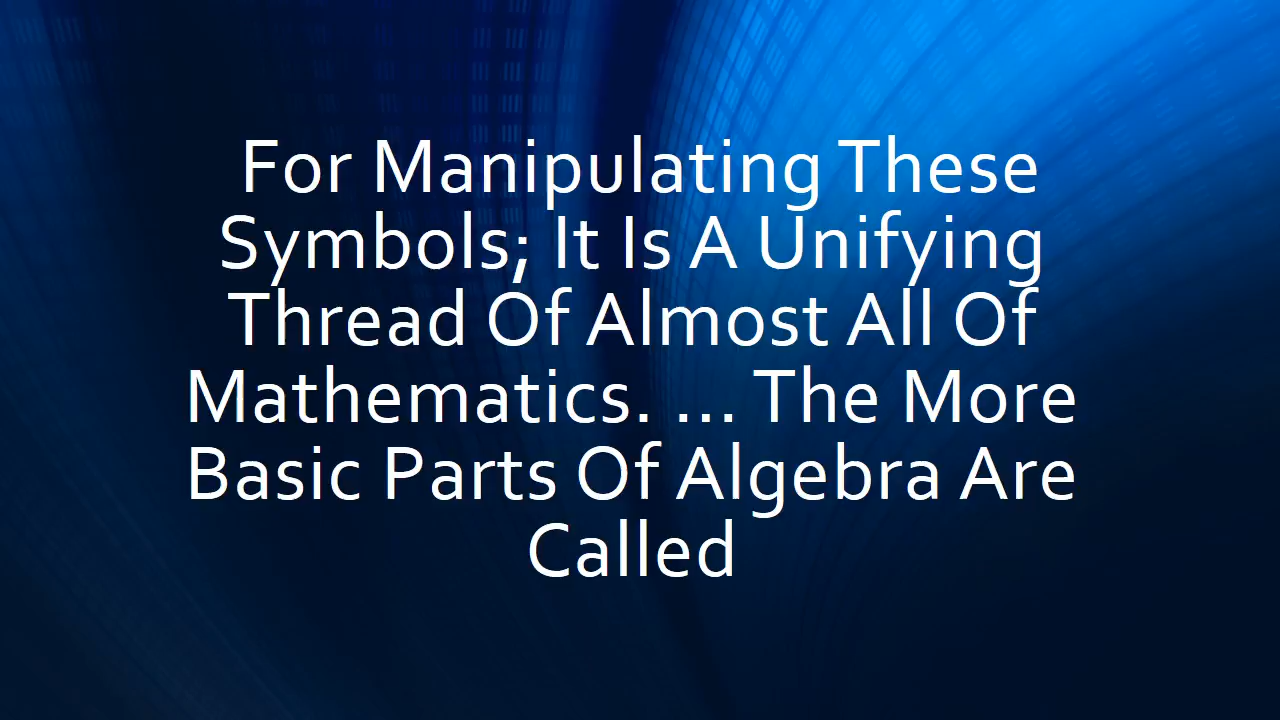 For Manipulating These
Symbols; It Is A Unifying
Thread Of Almost All Of
Mathematics. ... The More
Basic Parts Of Algebra Are
Called